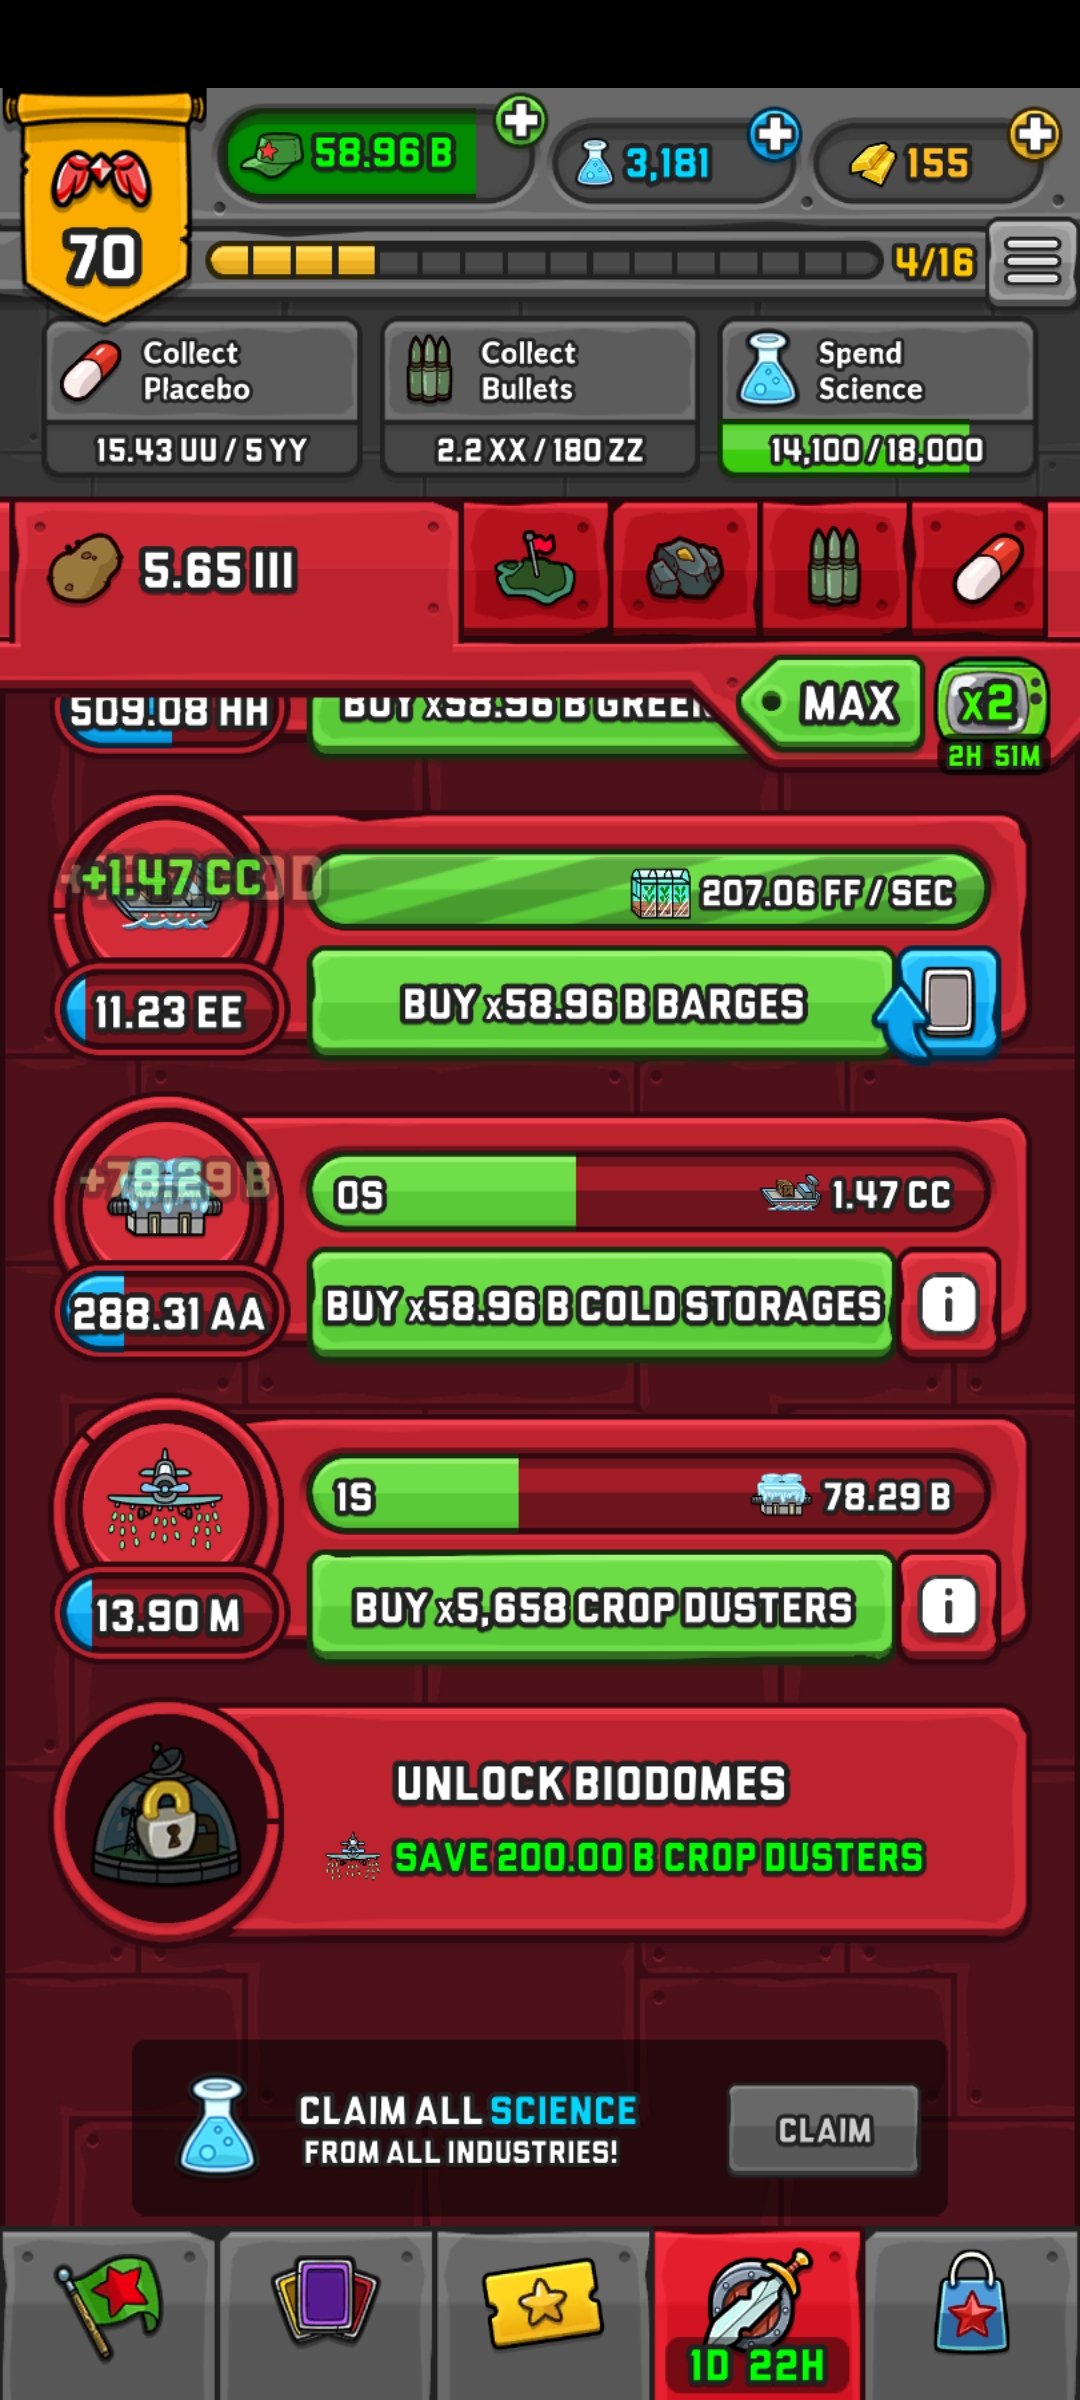 58.96 B
3,181
155
70
4/16
Collect
Placebo
15.43 UU / 5 YY
Collect
Bullets
2.2 XX / 180 ZZ
Spend
Science
14,100 / 18,000
5.65 III
MAX
x2
2H 51M
509.08 HH
BUY x58.96 B
+1.47 CC
207.06 FF / SEC
11.23 EE
BUY x58.96 B BARGES
+78.29 B
0S
1.47 CC
288.31 AA
BUY x58.96 B COLD STORAGES
i
1S
78.29 B
13.90 M
BUY x5,658 CROP DUSTERS
i
UNLOCK BIODOMES
SAVE 200.00 B CROP DUSTERS
CLAIM ALL SCIENCE
FROM ALL INDUSTRIES!
CLAIM
1D 22H